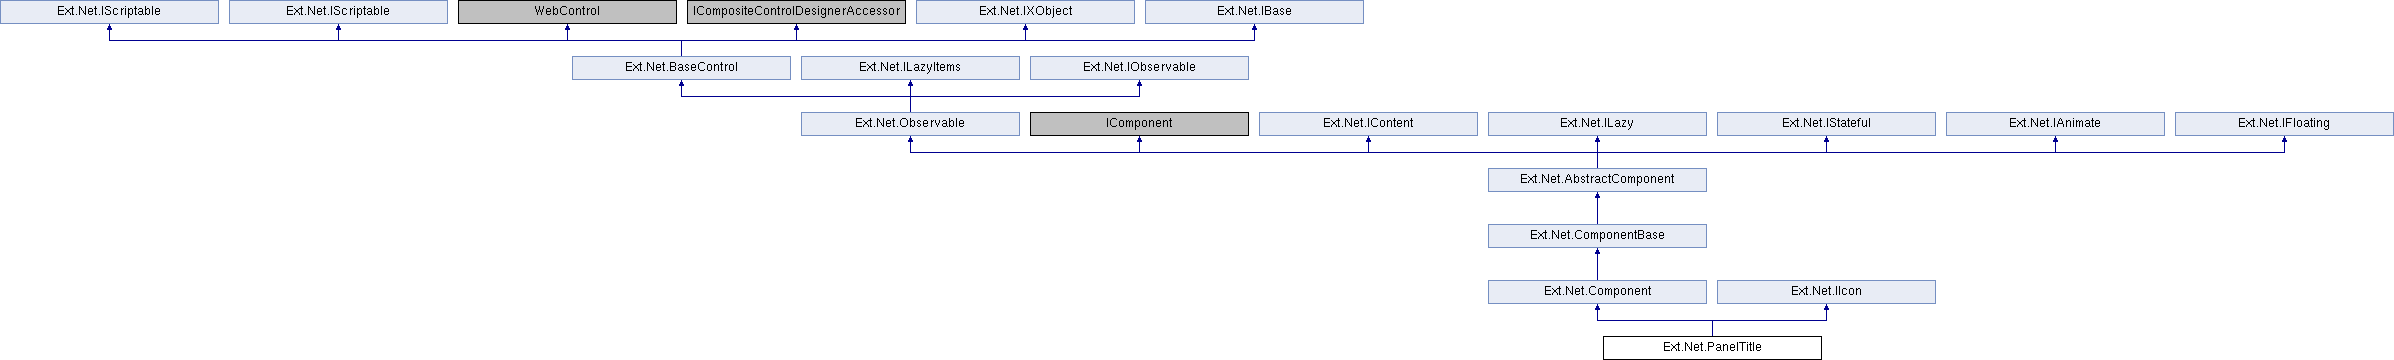 Ext.Net.IScriptable
Ext.Net.IScriptable
WebControl
ICompositeControlDesignerAccessor
Ext.Net.IXObject
Ext.Net.IBase
Ext.Net.BaseControl
Ext.Net.ILazyItems
Ext.Net.IObservable
Ext.Net.Observable
IComponent
Ext.Net.IContent
Ext.Net.ILazy
Ext.Net.IStateful
Ext.Net.IAnimate
Ext.Net.IFloating
Ext.Net.AbstractComponent
Ext.Net.ComponentBase
Ext.Net.Component
Ext.Net.IIcon
Ext.Net.PanelTitle